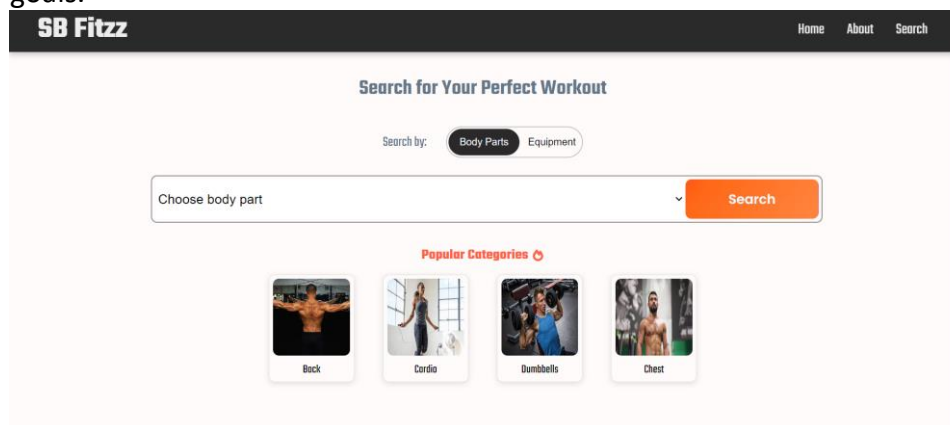 goals.
SB Fitzz
Home About Search
Search for Your Perfect Workout
Search by: Body Parts Equipment
Choose body part Search
Popular Categories
Back Cardio Dumbbells Chest